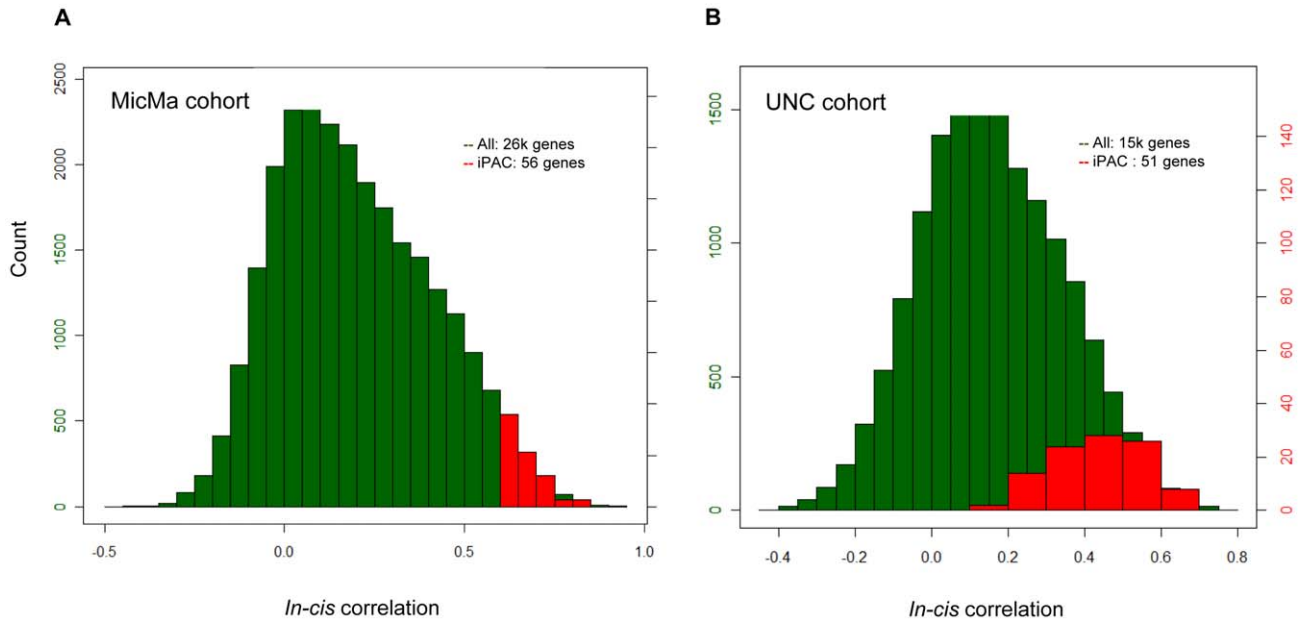 A
MicMa cohort
-- All: 26k genes
-- iPAC: 56 genes
Count
0
500
1000
1500
2000
2500
-0.5
0.0
0.5
1.0
In-cis correlation
B
UNC cohort
-- All: 15k genes
-- iPAC : 51 genes
0
500
1000
1500
0
20
40
60
80
100
120
140
-0.4
-0.2
0.0
0.2
0.4
0.6
0.8
In-cis correlation